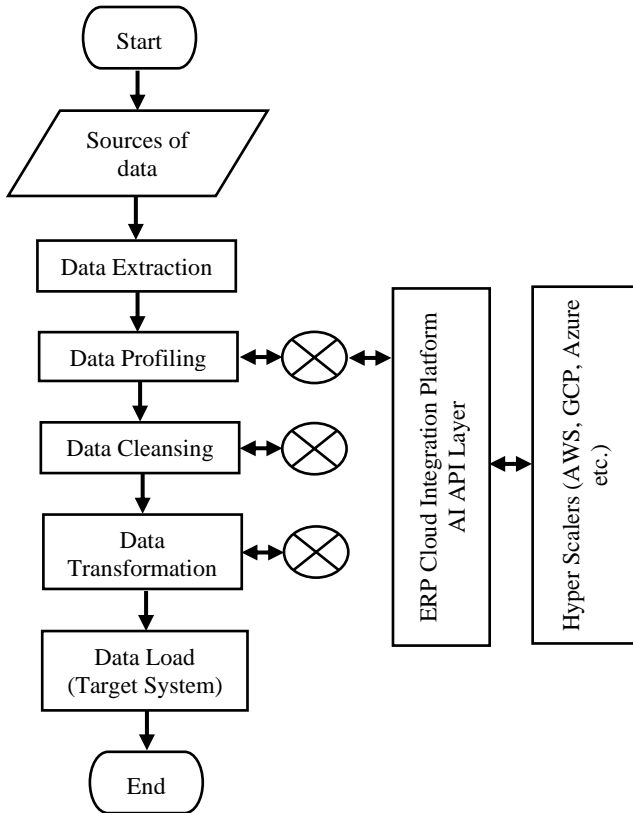 Start
Sources of
data
Data Extraction
Data Profiling
Data Cleansing
Data
Transformation
Data Load
(Target System)
End
ERP Cloud Integration Platform
AI API Layer
Hyper Scalers (AWS, GCP, Azure
etc.)